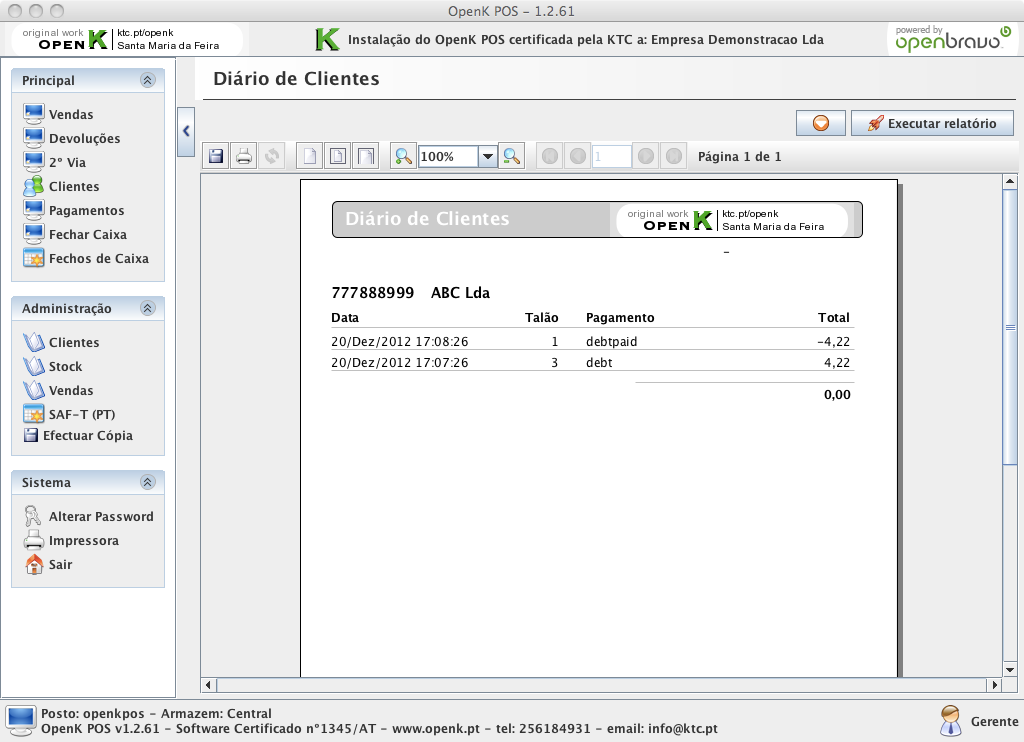 OpenK POS – 1.2.61
original work
OPEN K
ktc.pt/openk
Santa Maria da Feira
K Instalação do OpenK POS certificada pela KTC a: Empresa Demonstracao Lda
powered by
openbravo
Principal
Vendas
Devoluções
2º Via
Clientes
Pagamentos
Fechar Caixa
Fechos de Caixa
Administração
Clientes
Stock
Vendas
SAF-T (PT)
Efectuar Cópia
Sistema
Alterar Password
Impressora
Sair
Diário de Clientes
Executar relatório
100%
1
Página 1 de 1
Diário de Clientes
original work
OPEN K
ktc.pt/openk
Santa Maria da Feira
–
777888999 ABC Lda
Data Talão Pagamento Total
20/Dez/2012 17:08:26 1 debtpaid -4,22
20/Dez/2012 17:07:26 3 debt 4,22
0,00
Posto: openkpos – Armazem: Central
OpenK POS v1.2.61 – Software Certificado n°1345/AT – www.openk.pt – tel: 256184931 – email: info@ktc.pt
Gerente